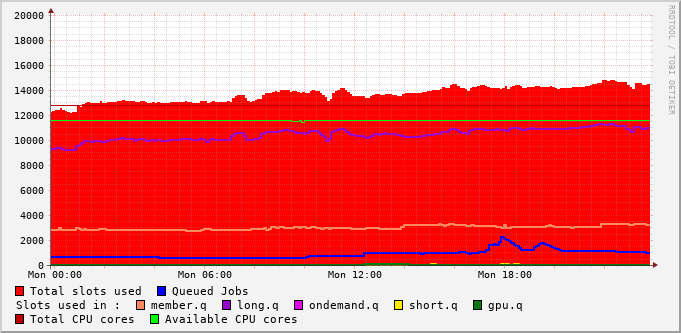 20000
18000
16000
14000
12000
10000
8000
6000
4000
2000
0
Mon 00:00 Mon 06:00 Mon 12:00 Mon 18:00
RRDTOOL / TOBI OETIKER
Total slots used Queued Jobs
Slots used in : member.q long.q ondemand.q short.q gpu.q
Total CPU cores Available CPU cores